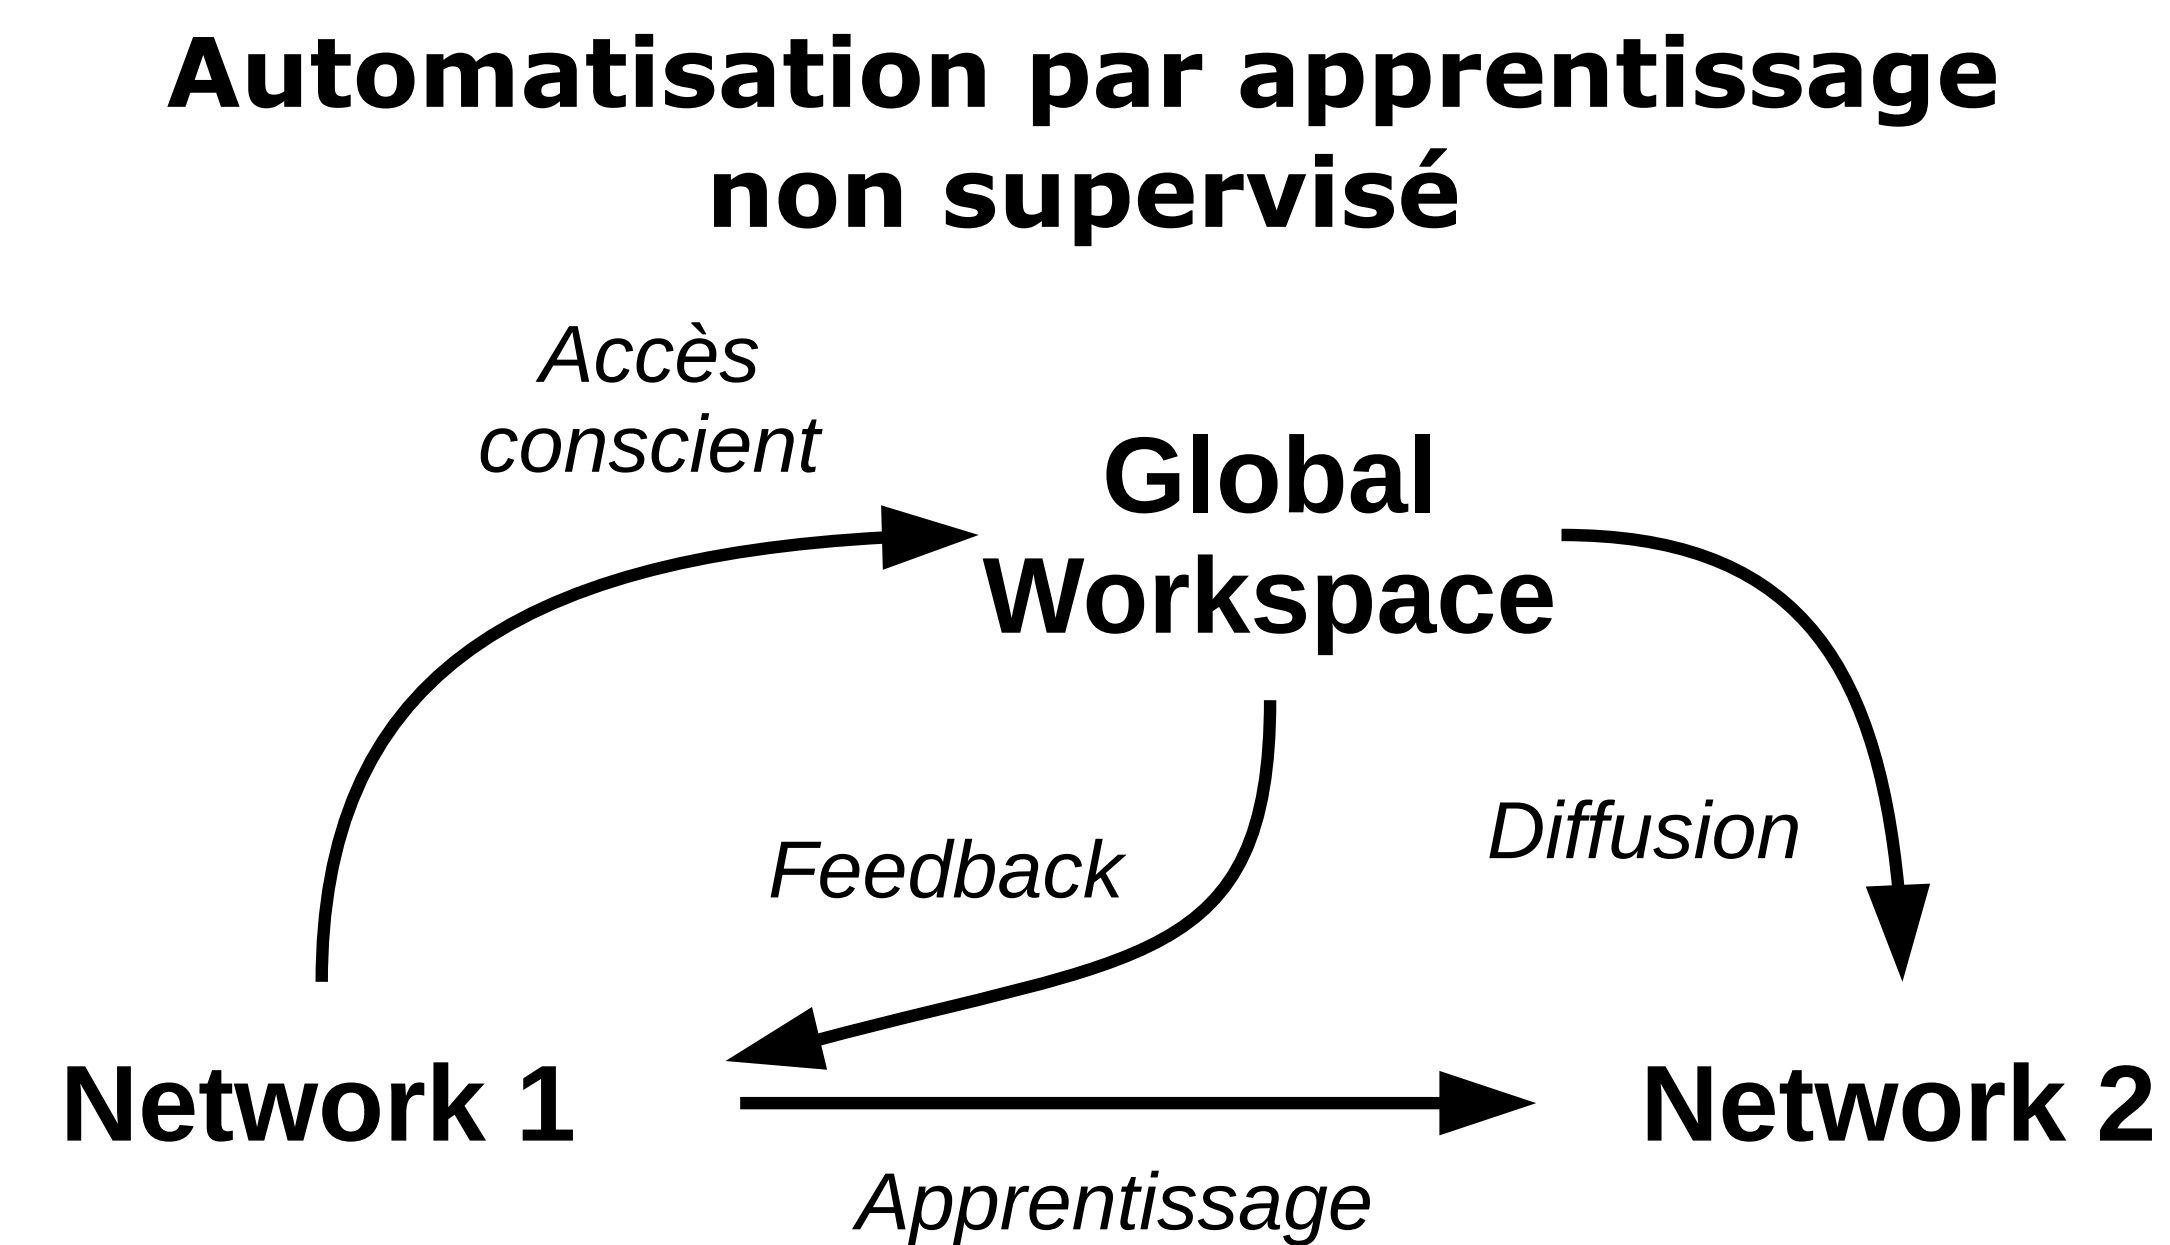 Automatisation par apprentissage
non supervisé
Accès
conscient
Global
Workspace
Feedback
Diffusion
Network 1
Network 2
Apprentissage